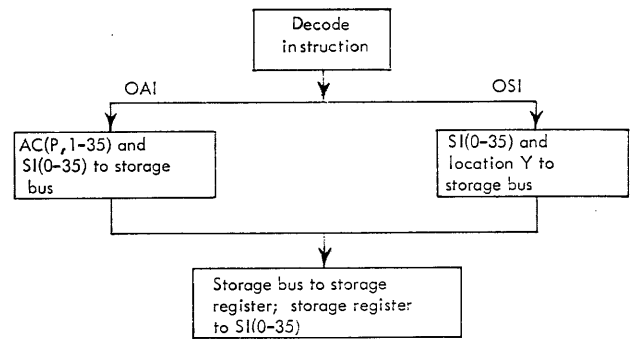 Decode
instruction
OAI
OSI
AC(P,1-35) and
SI(0-35) to storage
bus
SI(0-35) and
location Y to
storage bus
Storage bus to storage
register; storage register
to SI(0-35)